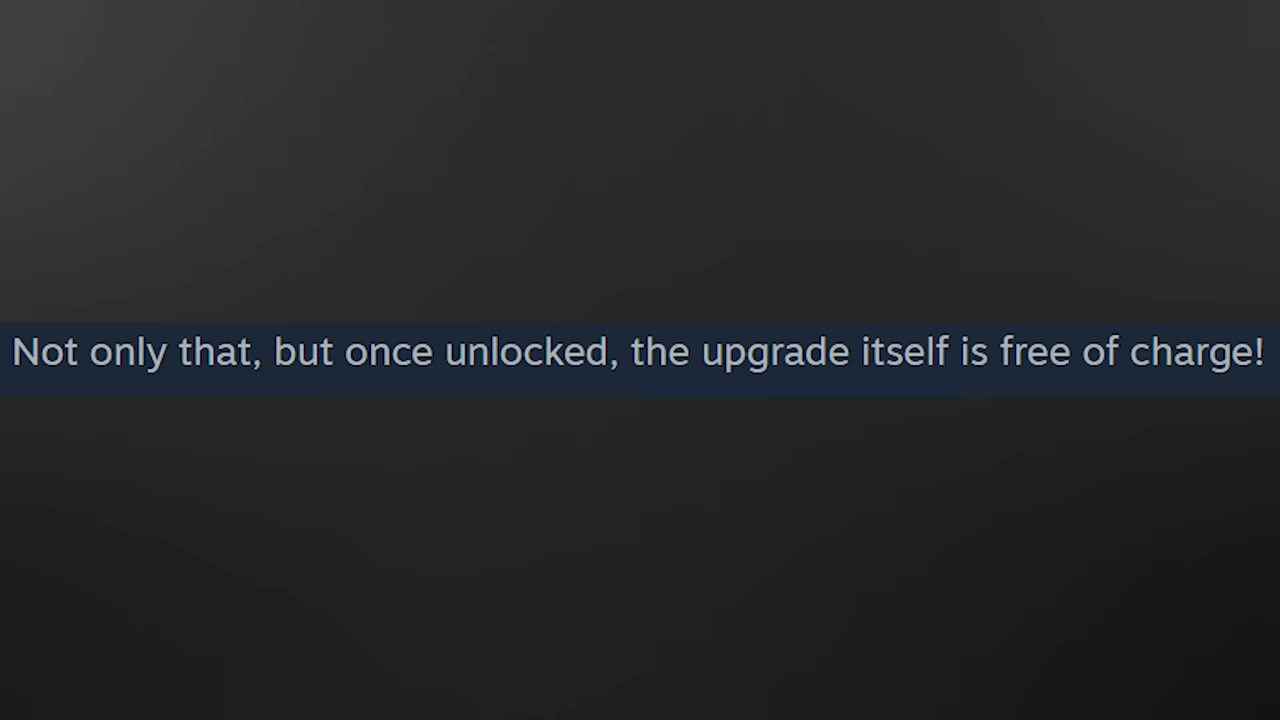 Not only that, but once unlocked, the upgrade itself is free of charge!